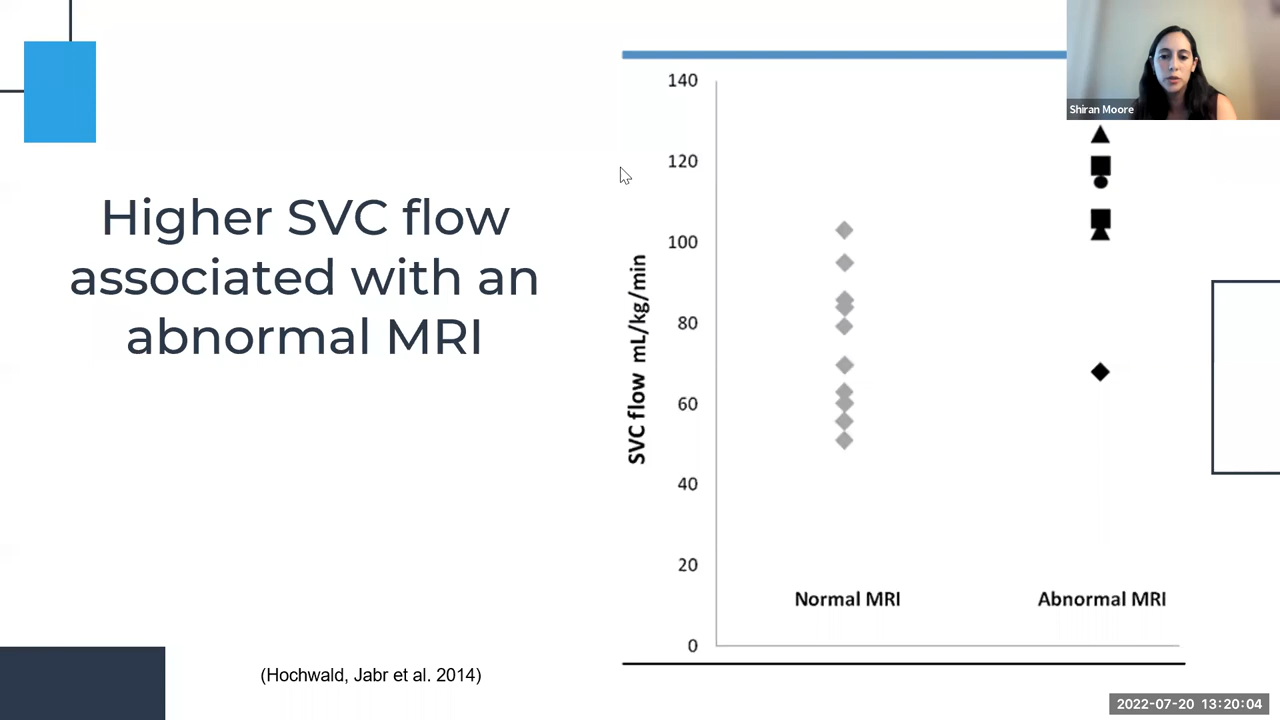 Higher SVC flow
associated with an
abnormal MRI
(Hochwald, Jabr et al. 2014)
SVC flow mL/kg/min
140
120
100
80
60
40
20
0
Normal MRI
Abnormal MRI
Shiran Moore
2022-07-20 13:20:04